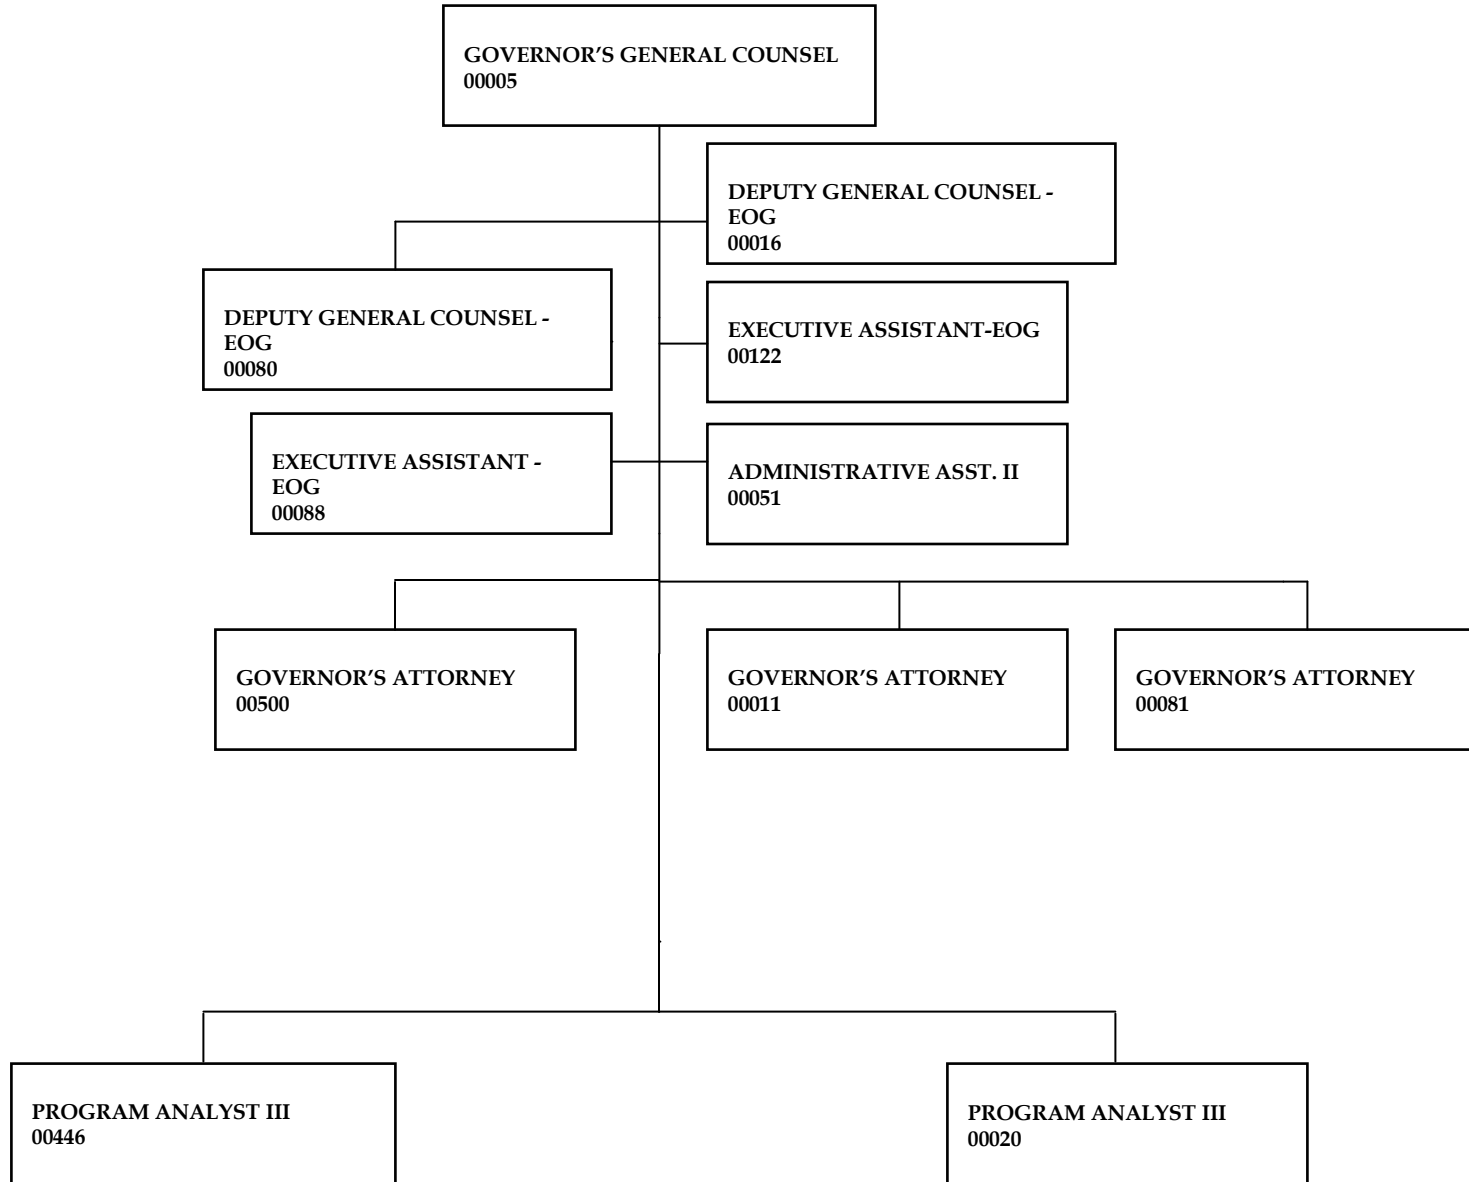 GOVERNOR'S GENERAL COUNSEL
00005
DEPUTY GENERAL COUNSEL -
EOG
00016
DEPUTY GENERAL COUNSEL -
EOG
00080
EXECUTIVE ASSISTANT-EOG
00122
EXECUTIVE ASSISTANT -
EOG
00088
ADMINISTRATIVE ASST. II
00051
GOVERNOR'S ATTORNEY
00500
GOVERNOR'S ATTORNEY
00011
GOVERNOR'S ATTORNEY
00081
PROGRAM ANALYST III
00446
PROGRAM ANALYST III
00020